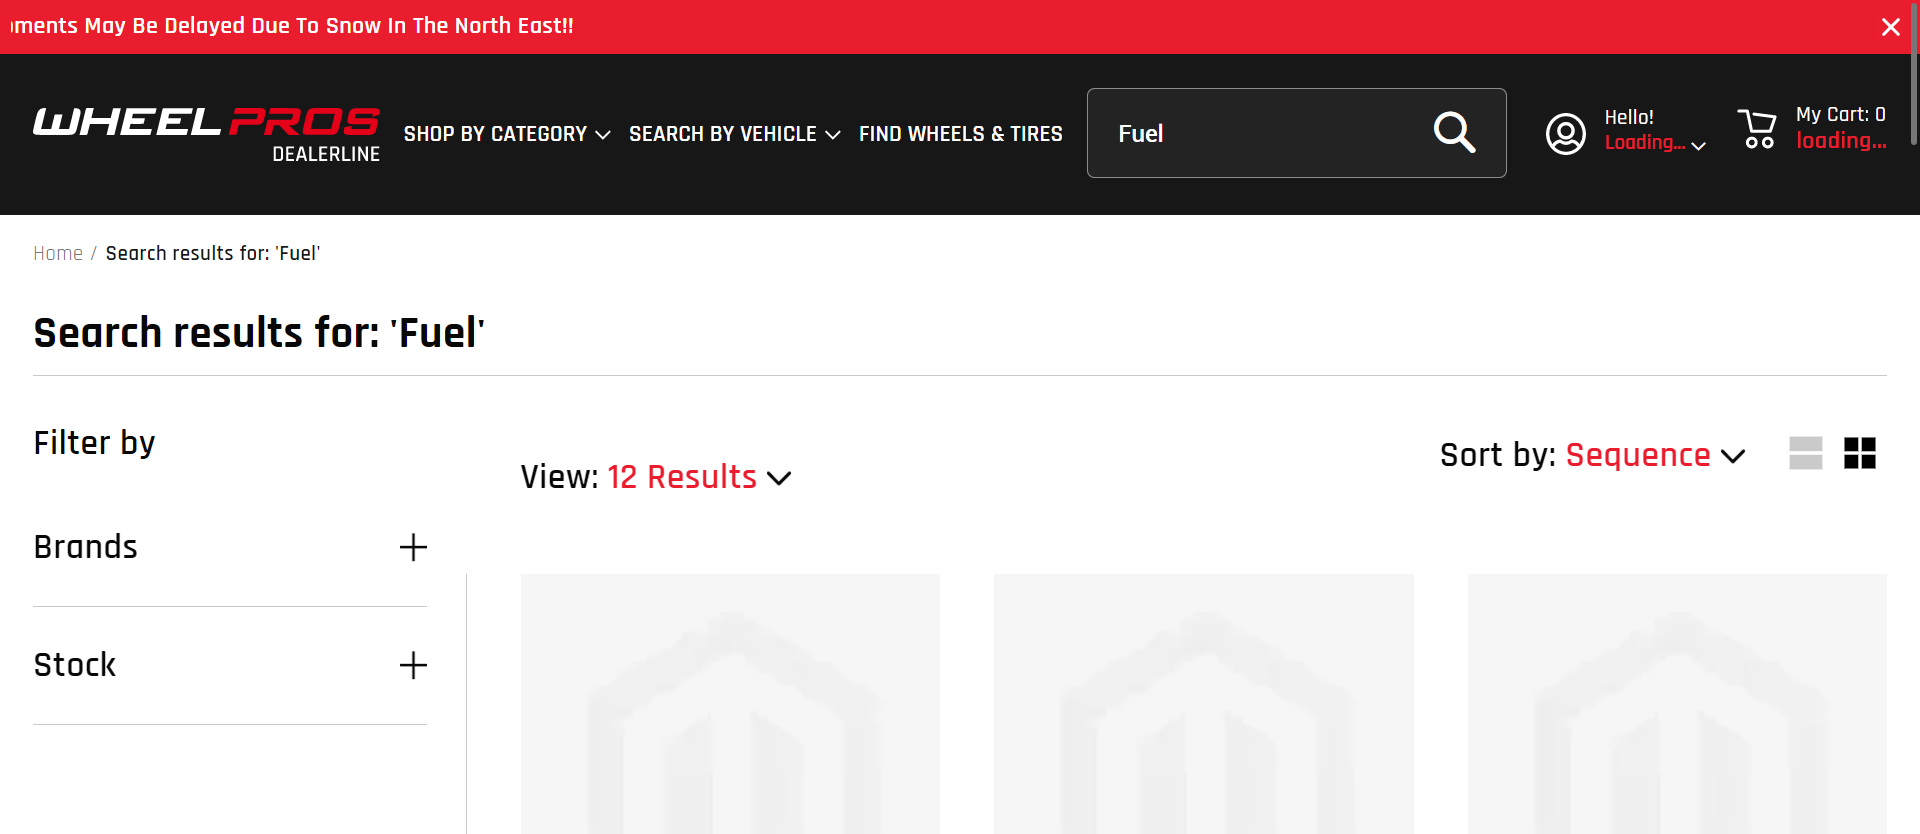 May Be Delayed Due To Snow In The North East!!
WHEEL PROS
DEALERLINE
SHOP BY CATEGORY
SEARCH BY VEHICLE
FIND WHEELS & TIRES
Fuel
Hello!
Loading...
My Cart: 0
loading...
Home / Search results for: 'Fuel'
Search results for: 'Fuel'
Filter by
View: 12 Results
Sort by: Sequence
Brands
Stock